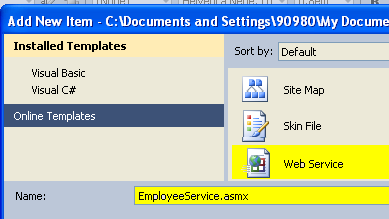 Add New Item - C:\Documents and Settings\90980\My Docume
Installed Templates
Visual Basic
Visual C#
Online Templates
Sort by: Default
Site Map
Skin File
Web Service
Name: EmployeeService.asmx